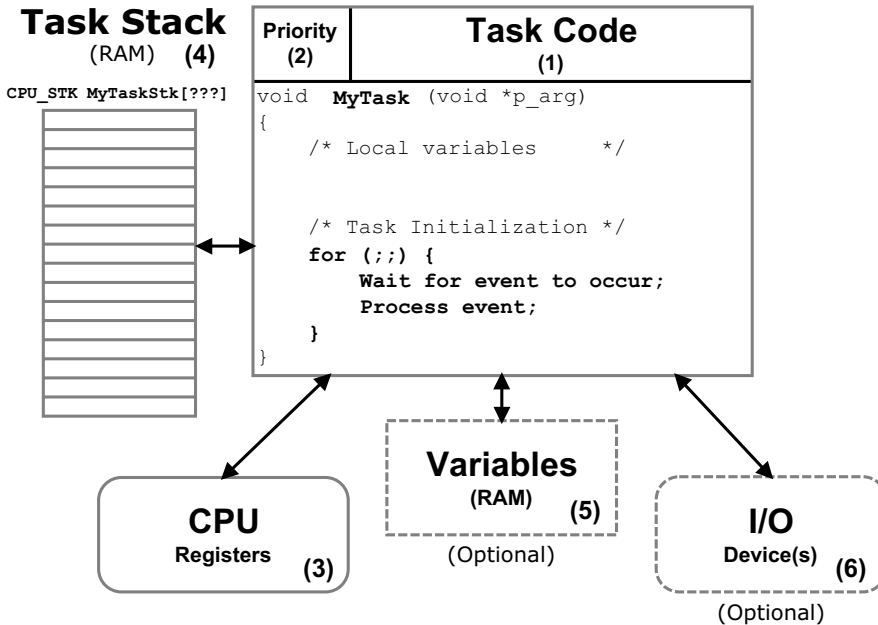 Task Stack
(RAM) (4)
CPU_STK MyTaskStk[???]
Priority
(2)
Task Code
(1)
void MyTask (void *p_arg)
{
/* Local variables */
/* Task Initialization */
for (;;) {
Wait for event to occur;
Process event;
}
}
CPU
Registers
(3)
Variables
(RAM)
(5)
(Optional)
I/O
Device(s)
(6)
(Optional)